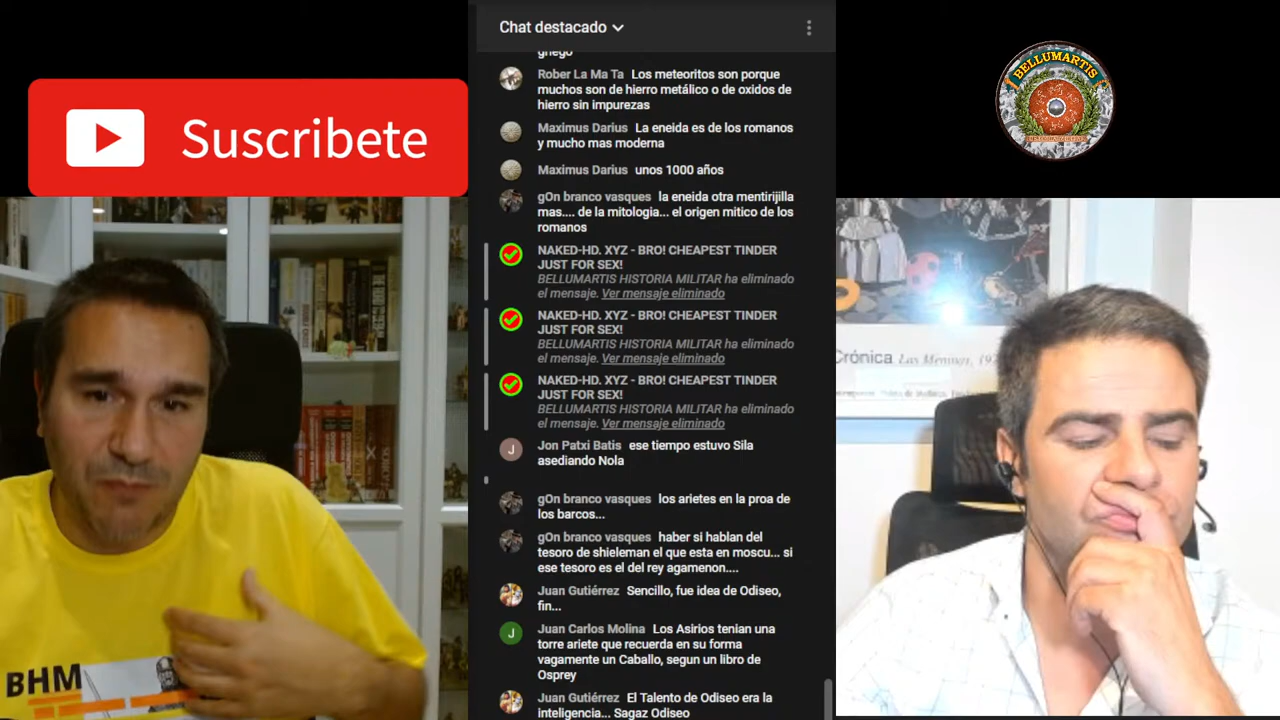 Suscribete
BHM
Chat destacado
griego
Rober La Ma Ta Los meteoritos son porque
muchos son de hierro metálico o de oxidos de
hierro sin impurezas
Maximus Darius La eneida es de los romanos
y mucho mas moderna
Maximus Darius unos 1000 años
gOn branco vasques la eneida otra mentirijilla
mas.... de la mitologia... el origen mitico de los
romanos
NAKED-HD. XYZ - BRO! CHEAPEST TINDER
JUST FOR SEX!
BELLUMARTIS HISTORIA MILITAR ha eliminado
el mensaje. Ver mensaje eliminado
NAKED-HD. XYZ - BRO! CHEAPEST TINDER
JUST FOR SEX!
BELLUMARTIS HISTORIA MILITAR ha eliminado
el mensaje. Ver mensaje eliminado
NAKED-HD. XYZ - BRO! CHEAPEST TINDER
JUST FOR SEX!
BELLUMARTIS HISTORIA MILITAR ha eliminado
el mensaje. Ver mensaje eliminado
J
Jon Patxi Batis ese tiempo estuvo Sila
asediando Nola
gOn branco vasques los arietes en la proa de
los barcos...
gOn branco vasques haber si hablan del
tesoro de shieleman el que esta en moscu... si
ese tesoro es el del rey agamenon....
Juan Gutiérrez Sencillo, fue idea de Odiseo,
fin...
J
Juan Carlos Molina Los Asirios tenian una
torre ariete que recuerda en su forma
vagamente un Caballo, segun un libro de
Osprey
Juan Gutiérrez El Talento de Odiseo era la
inteligencia... Sagaz Odiseo
BELLUMARTIS
Crónica Las Meninas, 19